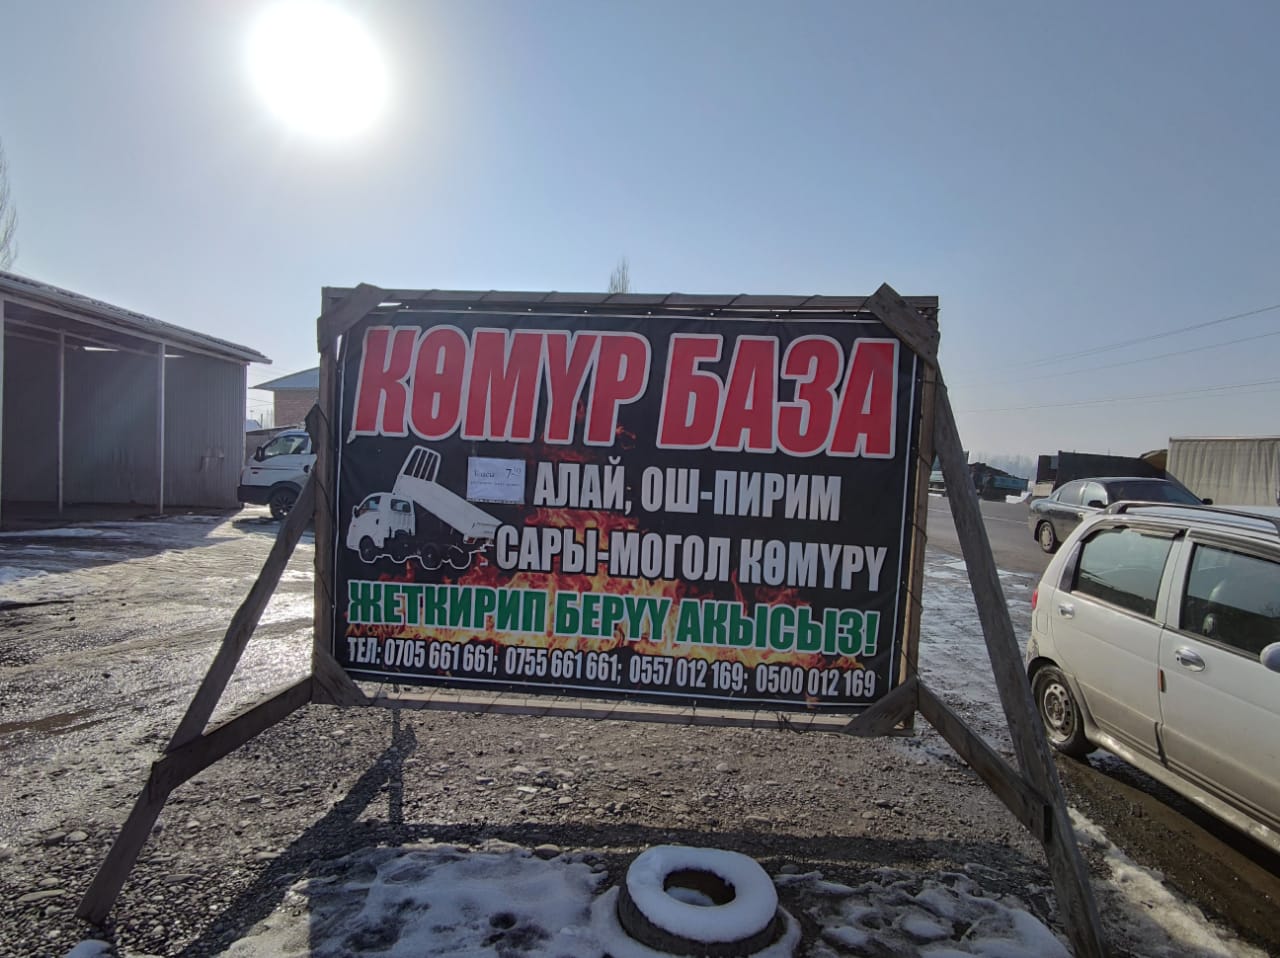 КӨМҮР БАЗА
АЛАЙ, ОШ-ПИРИМ
САРЫ-МОГОЛ КӨМҮРҮ
ЖЕТКИРИП БЕРҮҮ АКЫСЫЗ!
ТЕЛ: 0705 661 661; 0755 661 661; 0557 012 169; 0500 012 169